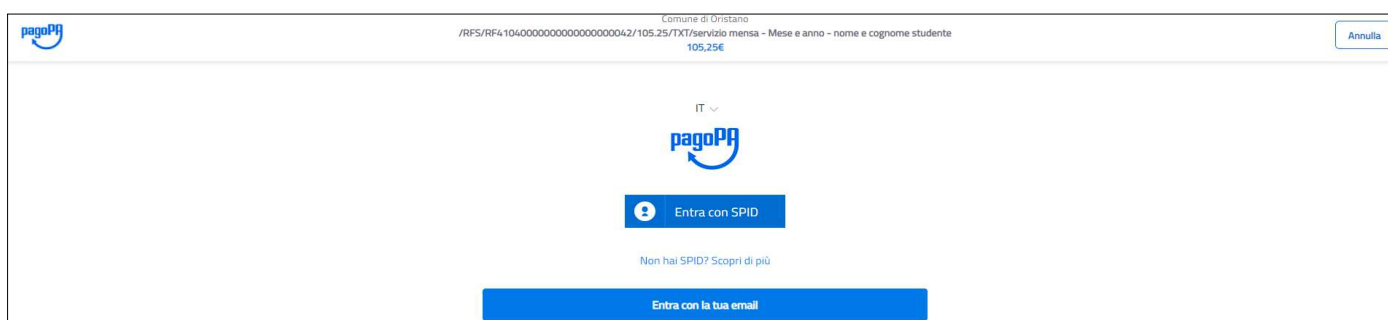 pagoPA
Comune di Oristano
/RFS/RF41040000000000000000042/105.25/TXT/servizio mensa - Mese e anno - nome e cognome studente
105,25€
Annulla
IT
pagoPA
Entra con SPID
Non hai SPID? Scopri di più
Entra con la tua email